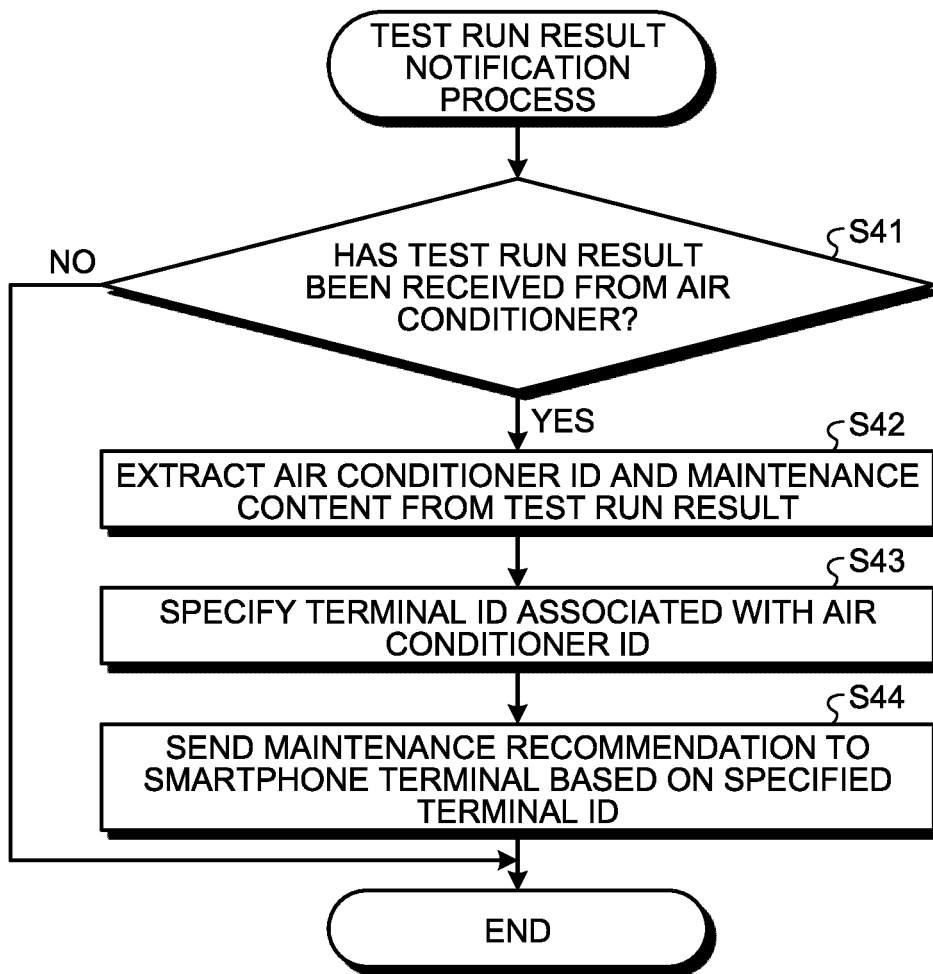 TEST RUN RESULT
NOTIFICATION
PROCESS
S41
NO
HAS TEST RUN RESULT
BEEN RECEIVED FROM AIR
CONDITIONER?
YES
S42
EXTRACT AIR CONDITIONER ID AND MAINTENANCE
CONTENT FROM TEST RUN RESULT
S43
SPECIFY TERMINAL ID ASSOCIATED WITH AIR
CONDITIONER ID
S44
SEND MAINTENANCE RECOMMENDATION TO
SMARTPHONE TERMINAL BASED ON SPECIFIED
TERMINAL ID
END